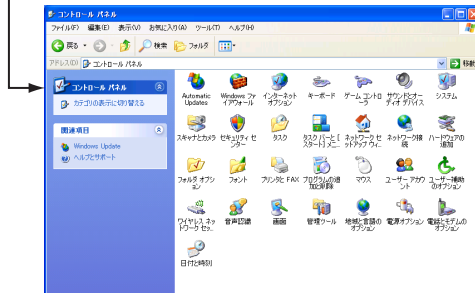 コントロール パネル
ファイル(F) 編集(E) 表示(V) お気に入り(A) ツール(T) ヘルプ(H)
戻る 検索 フォルダ
アドレス(D) コントロール パネル 移動
コントロール パネル
カテゴリの表示に切り替える
関連項目
Windows Update
ヘルプとサポート
Automatic Updates
Windows ファイアウォール
インターネット オプション
キーボード
ゲーム コントローラ
サウンドとオーディオ デバイス
システム
スキャナとカメラ
セキュリティ センター
タスク
タスク バーと [スタート] メニ...
ネットワーク セットアップ ウィ...
ネットワーク接続
ハードウェアの追加
フォルダ オプション
フォント
プリンタと FAX
プログラムの追加と削除
マウス
ユーザー アカウント
ユーザー補助のオプション
ワイヤレス ネットワーク セッ...
音声認識
画面
管理ツール
地域と言語のオプション
電源オプション
電話とモデムのオプション
日付と時刻